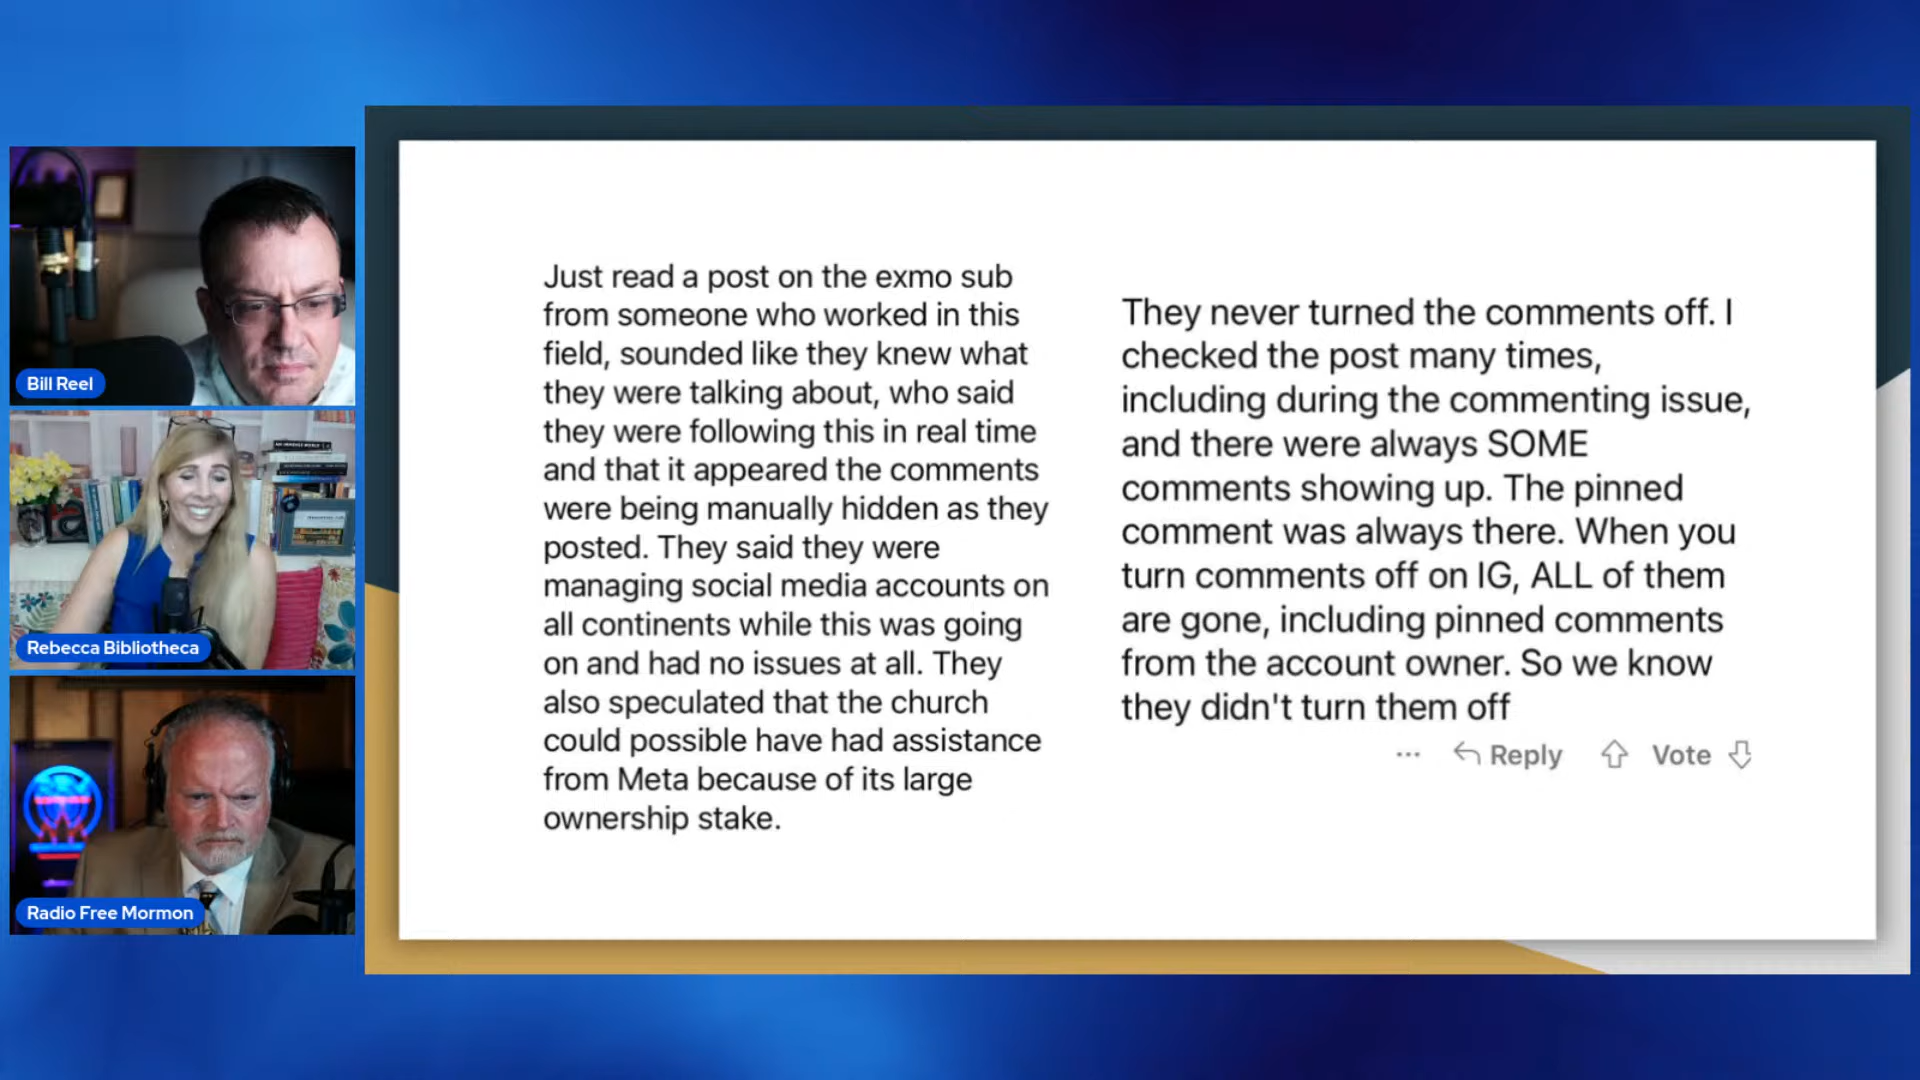 Bill Reel
Rebecca Bibliotheca
Radio Free Mormon
Just read a post on the exmo sub
from someone who worked in this
field, sounded like they knew what
they were talking about, who said
they were following this in real time
and that it appeared the comments
were being manually hidden as they
posted. They said they were
managing social media accounts on
all continents while this was going
on and had no issues at all. They
also speculated that the church
could possible have had assistance
from Meta because of its large
ownership stake.
They never turned the comments off. I
checked the post many times,
including during the commenting issue,
and there were always SOME
comments showing up. The pinned
comment was always there. When you
turn comments off on IG, ALL of them
are gone, including pinned comments
from the account owner. So we know
they didn't turn them off
... Reply Vote